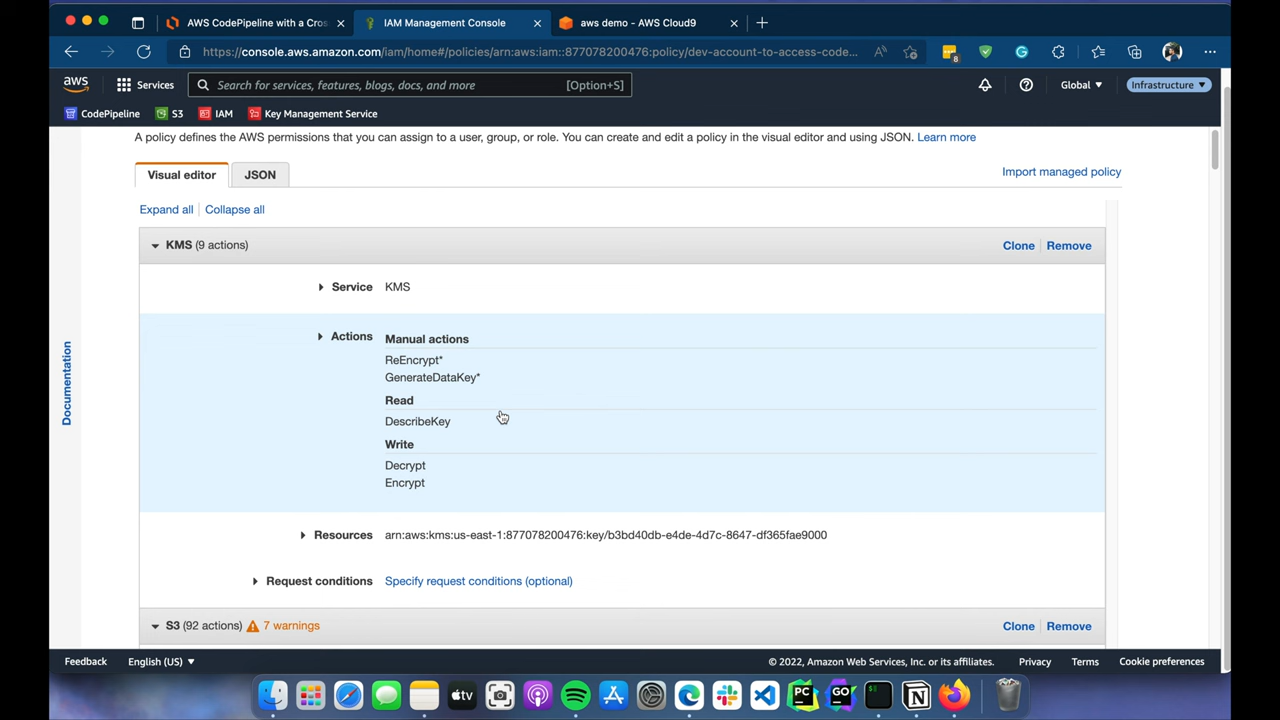 AWS CodePipeline with a Cros
IAM Management Console
aws demo - AWS Cloud9
https://console.aws.amazon.com/iam/home#/policies/arn:aws:iam::877078200476:policy/dev-account-to-access-code...
8
aws
Services
Search for services, features, blogs, docs, and more
[Option+S]
Global
Infrastructure
CodePipeline
S3
IAM
Key Management Service
A policy defines the AWS permissions that you can assign to a user, group, or role. You can create and edit a policy in the visual editor and using JSON. Learn more
Visual editor
JSON
Import managed policy
Expand all
Collapse all
KMS (9 actions)
Clone
Remove
Service
KMS
Actions
Manual actions
ReEncrypt*
GenerateDataKey*
Read
DescribeKey
Write
Decrypt
Encrypt
Documentation
Resources
arn:aws:kms:us-east-1:877078200476:key/b3bd40db-e4de-4d7c-8647-df365fae9000
Request conditions
Specify request conditions (optional)
S3 (92 actions)
7 warnings
Clone
Remove
Feedback
English (US)
© 2022, Amazon Web Services, Inc. or its affiliates.
Privacy
Terms
Cookie preferences
tv
PC
GO